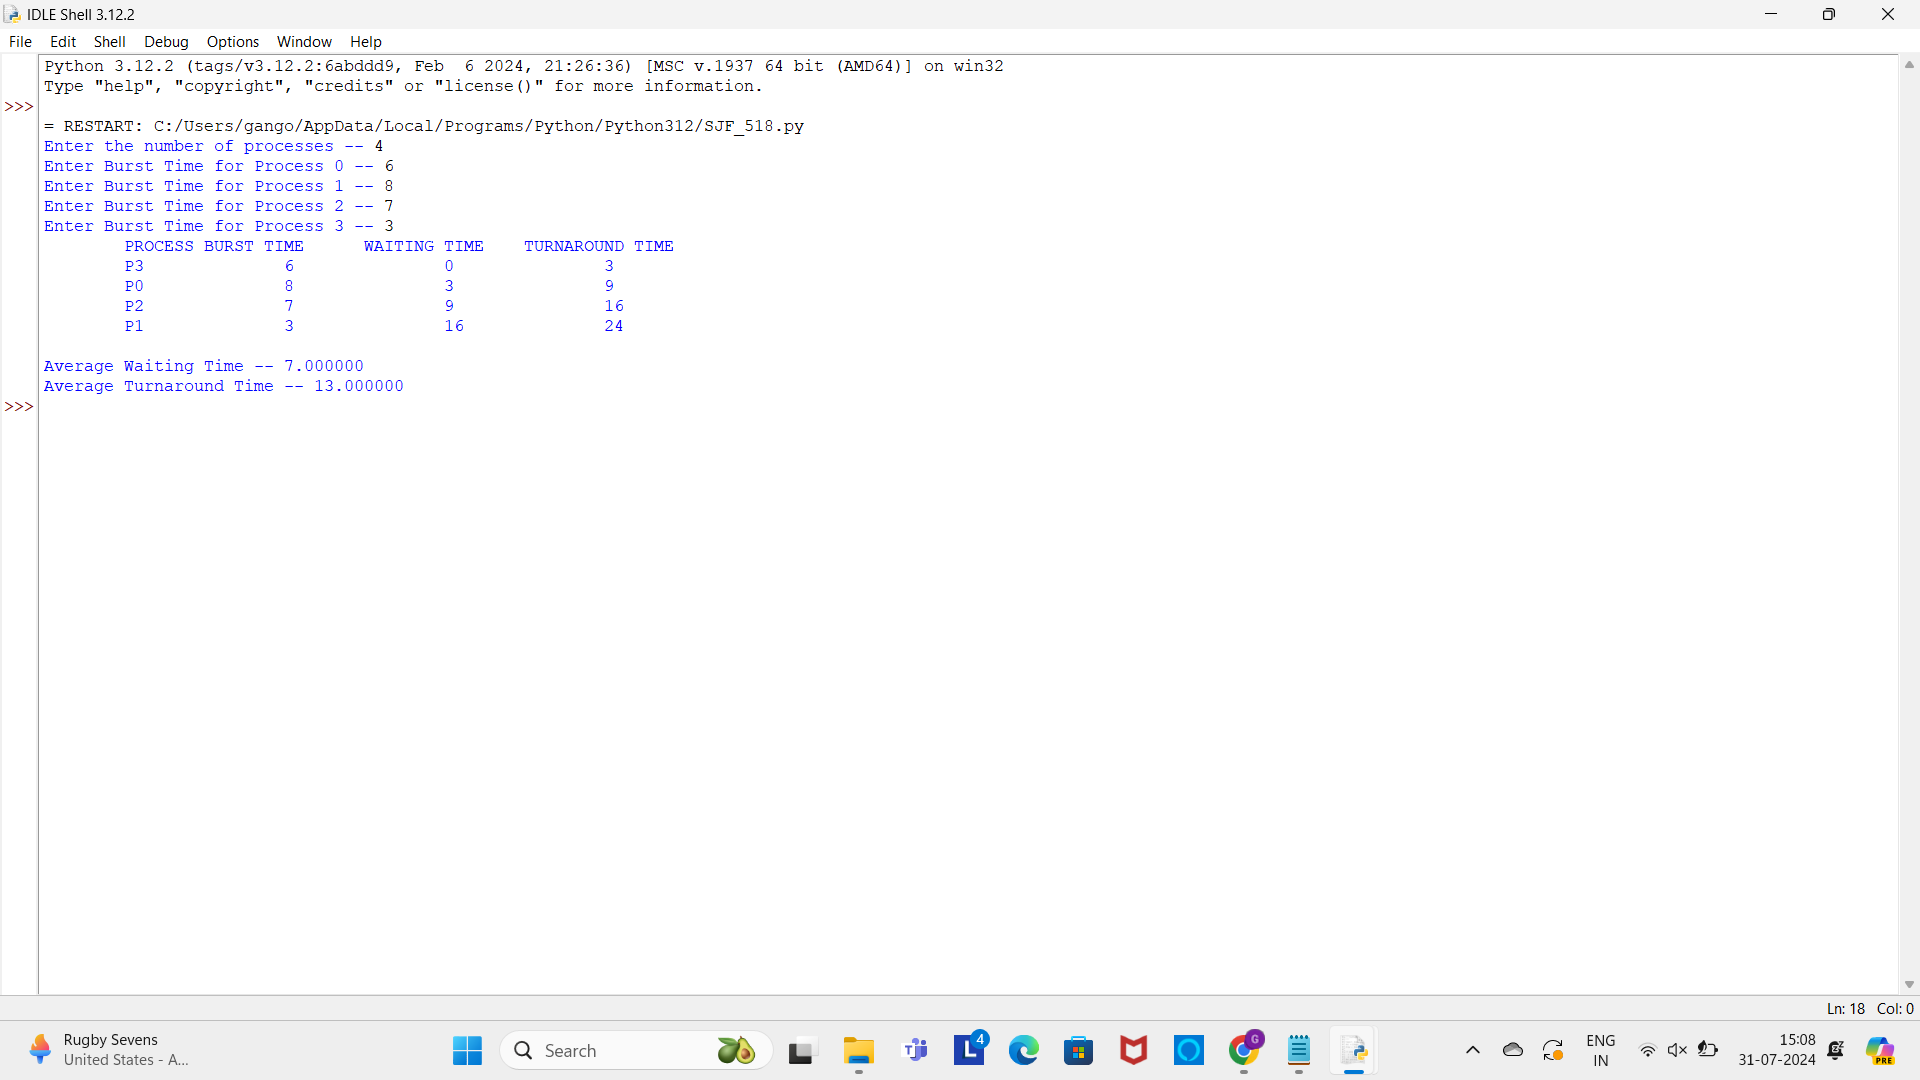 IDLE Shell 3.12.2
File Edit Shell Debug Options Window Help
Python 3.12.2 (tags/v3.12.2:6abddd9, Feb  6 2024, 21:26:36) [MSC v.1937 64 bit (AMD64)] on win32
Type "help", "copyright", "credits" or "license()" for more information.
>>>
= RESTART: C:/Users/gango/AppData/Local/Programs/Python/Python312/SJF_518.py
Enter the number of processes -- 4
Enter Burst Time for Process 0 -- 6
Enter Burst Time for Process 1 -- 8
Enter Burst Time for Process 2 -- 7
Enter Burst Time for Process 3 -- 3
PROCESS BURST TIME WAITING TIME TURNAROUND TIME
P3 6 0 3
P0 8 3 9
P2 7 9 16
P1 3 16 24
Average Waiting Time -- 7.000000
Average Turnaround Time -- 13.000000
>>>
Ln: 18 Col: 0
Rugby Sevens
United States - A...
Search
L
4
G
PRE
ENG
IN
15:08
31-07-2024